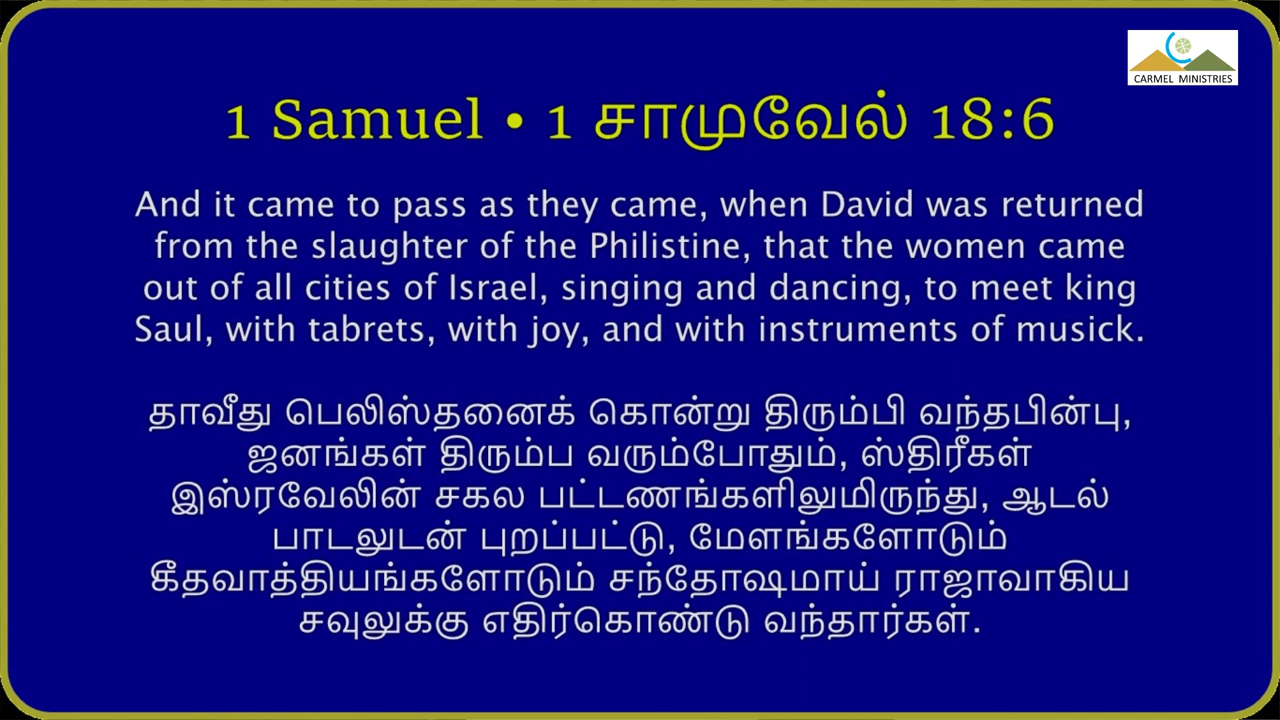 CARMEL MINISTRIES
1 Samuel • 1 சாமுவேல் 18:6
And it came to pass as they came, when David was returned
from the slaughter of the Philistine, that the women came
out of all cities of Israel, singing and dancing, to meet king
Saul, with tabrets, with joy, and with instruments of musick.
தாவீது பெலிஸ்தனைக் கொன்று திரும்பி வந்தபின்பு,
ஜனங்கள் திரும்ப வரும்போதும், ஸ்திரீகள்
இஸ்ரவேலின் சகல பட்டணங்களிலுமிருந்து, ஆடல்
பாடலுடன் புறப்பட்டு, மேளங்களோடும்
கீதவாத்தியங்களோடும் சந்தோஷமாய் ராஜாவாகிய
சவுலுக்கு எதிர்கொண்டு வந்தார்கள்.